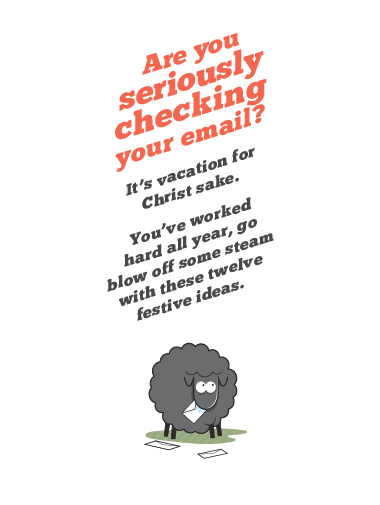 Are you
seriously
checking
your email?
It's vacation for
Christ sake.
You've worked
hard all year, go
blow off some steam
with these twelve
festive ideas.